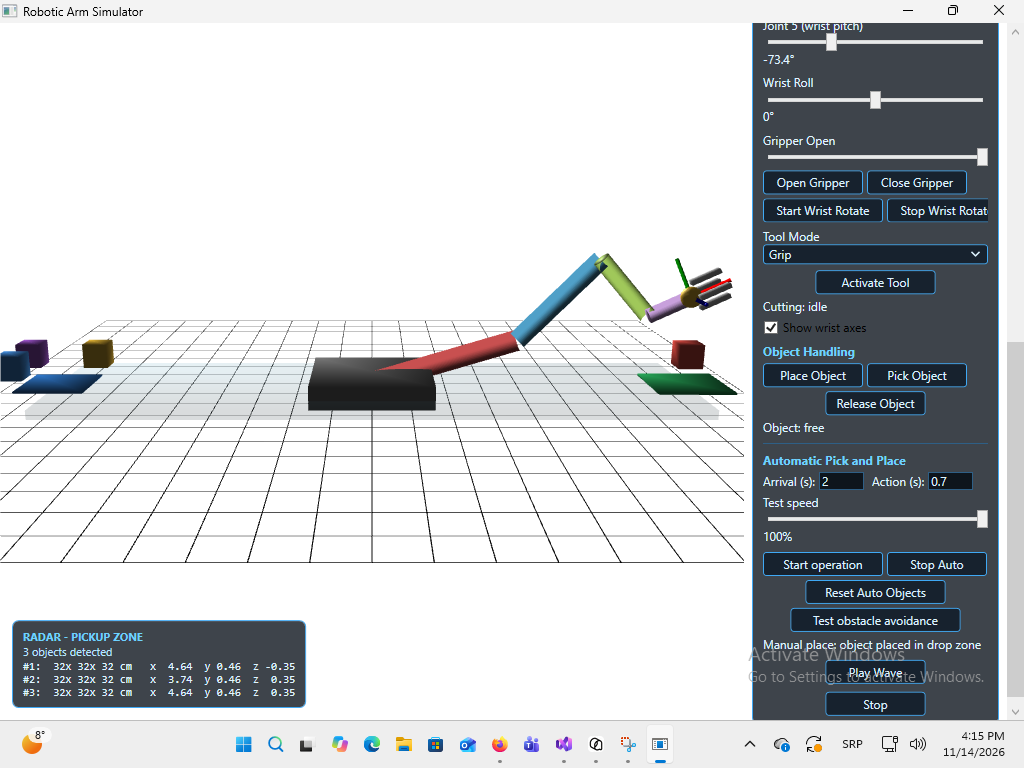 Robotic Arm Simulator
Joint 5 (wrist pitch)
-73.4°
Wrist Roll
0°
Gripper Open
Open Gripper Close Gripper
Start Wrist Rotate Stop Wrist Rotat
Tool Mode
Grip
Activate Tool
Cutting: idle
Show wrist axes
Object Handling
Place Object Pick Object
Release Object
Object: free
Automatic Pick and Place
Arrival (s): 2 Action (s): 0.7
Test speed
100%
Start operation Stop Auto
Reset Auto Objects
Test obstacle avoidance
Manual place: object placed in drop zone
Activate Windows
Play Wave
Go to Settings to activate Windows.
Stop
RADAR - PICKUP ZONE
3 objects detected
#1: 32x 32x 32 cm x 4.64 y 0.46 z -0.35
#2: 32x 32x 32 cm x 3.74 y 0.46 z 0.35
#3: 32x 32x 32 cm x 4.64 y 0.46 z 0.35
8°
SRP
4:15 PM
11/14/2026